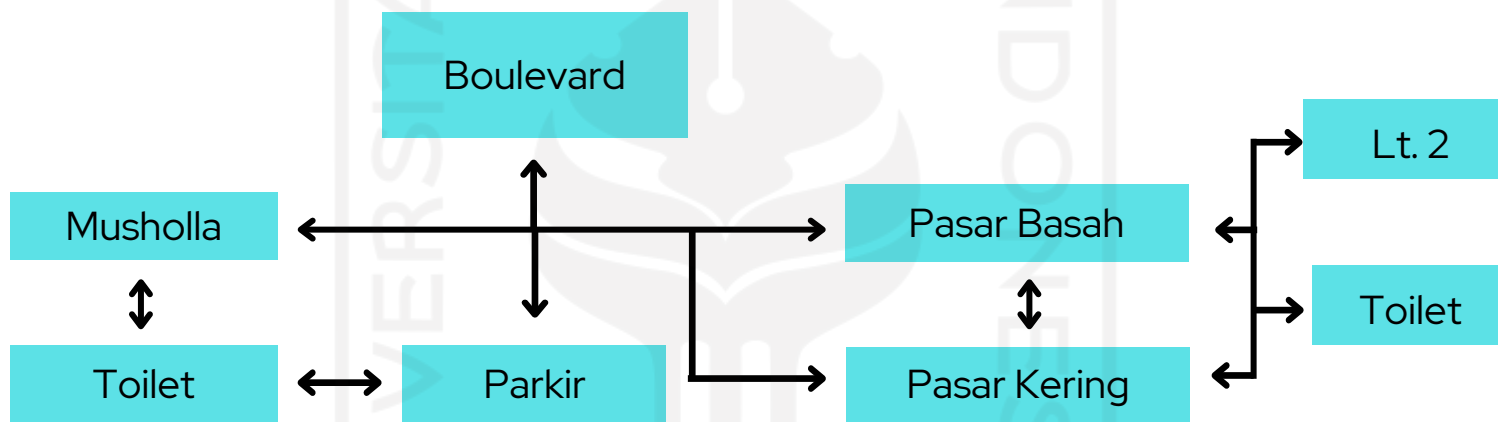 Boulevard
Lt. 2
Musholla
Pasar Basah
Toilet
Toilet
Parkir
Pasar Kering